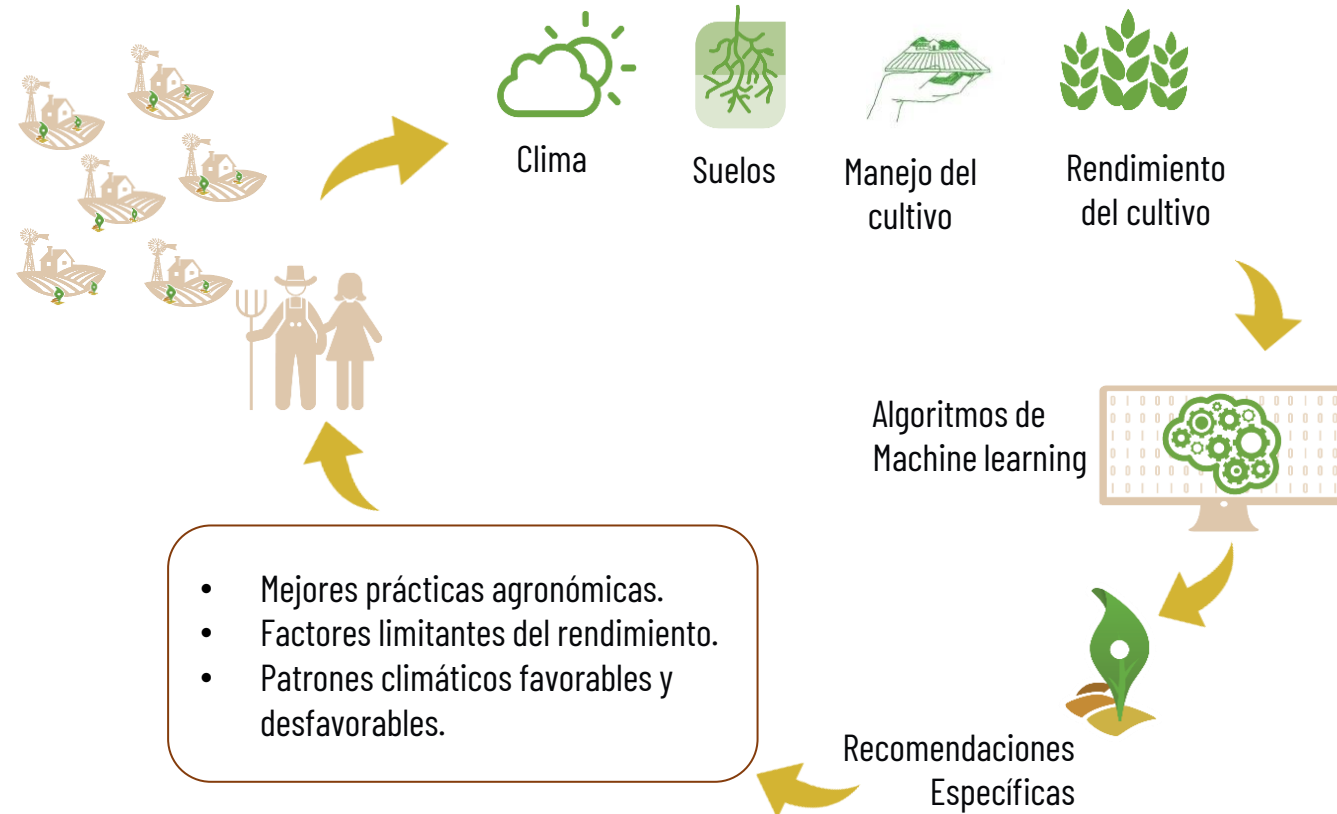 Clima
Suelos
Manejo del
cultivo
Rendimiento
del cultivo
Algoritmos de
Machine learning
Recomendaciones
Específicas
• Mejores prácticas agronómicas.
• Factores limitantes del rendimiento.
• Patrones climáticos favorables y
desfavorables.